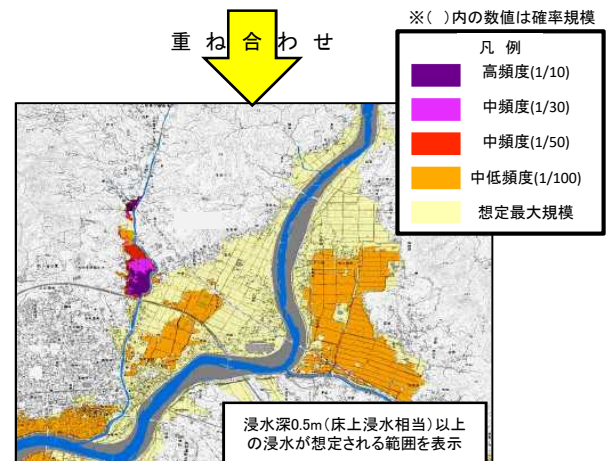 ※( )内の数値は確率規模
重 ね 合 わ せ
凡 例
高頻度(1/10)
中頻度(1/30)
中頻度(1/50)
中低頻度(1/100)
想定最大規模
浸水深0.5m(床上浸水相当)以上
の浸水が想定される範囲を表示